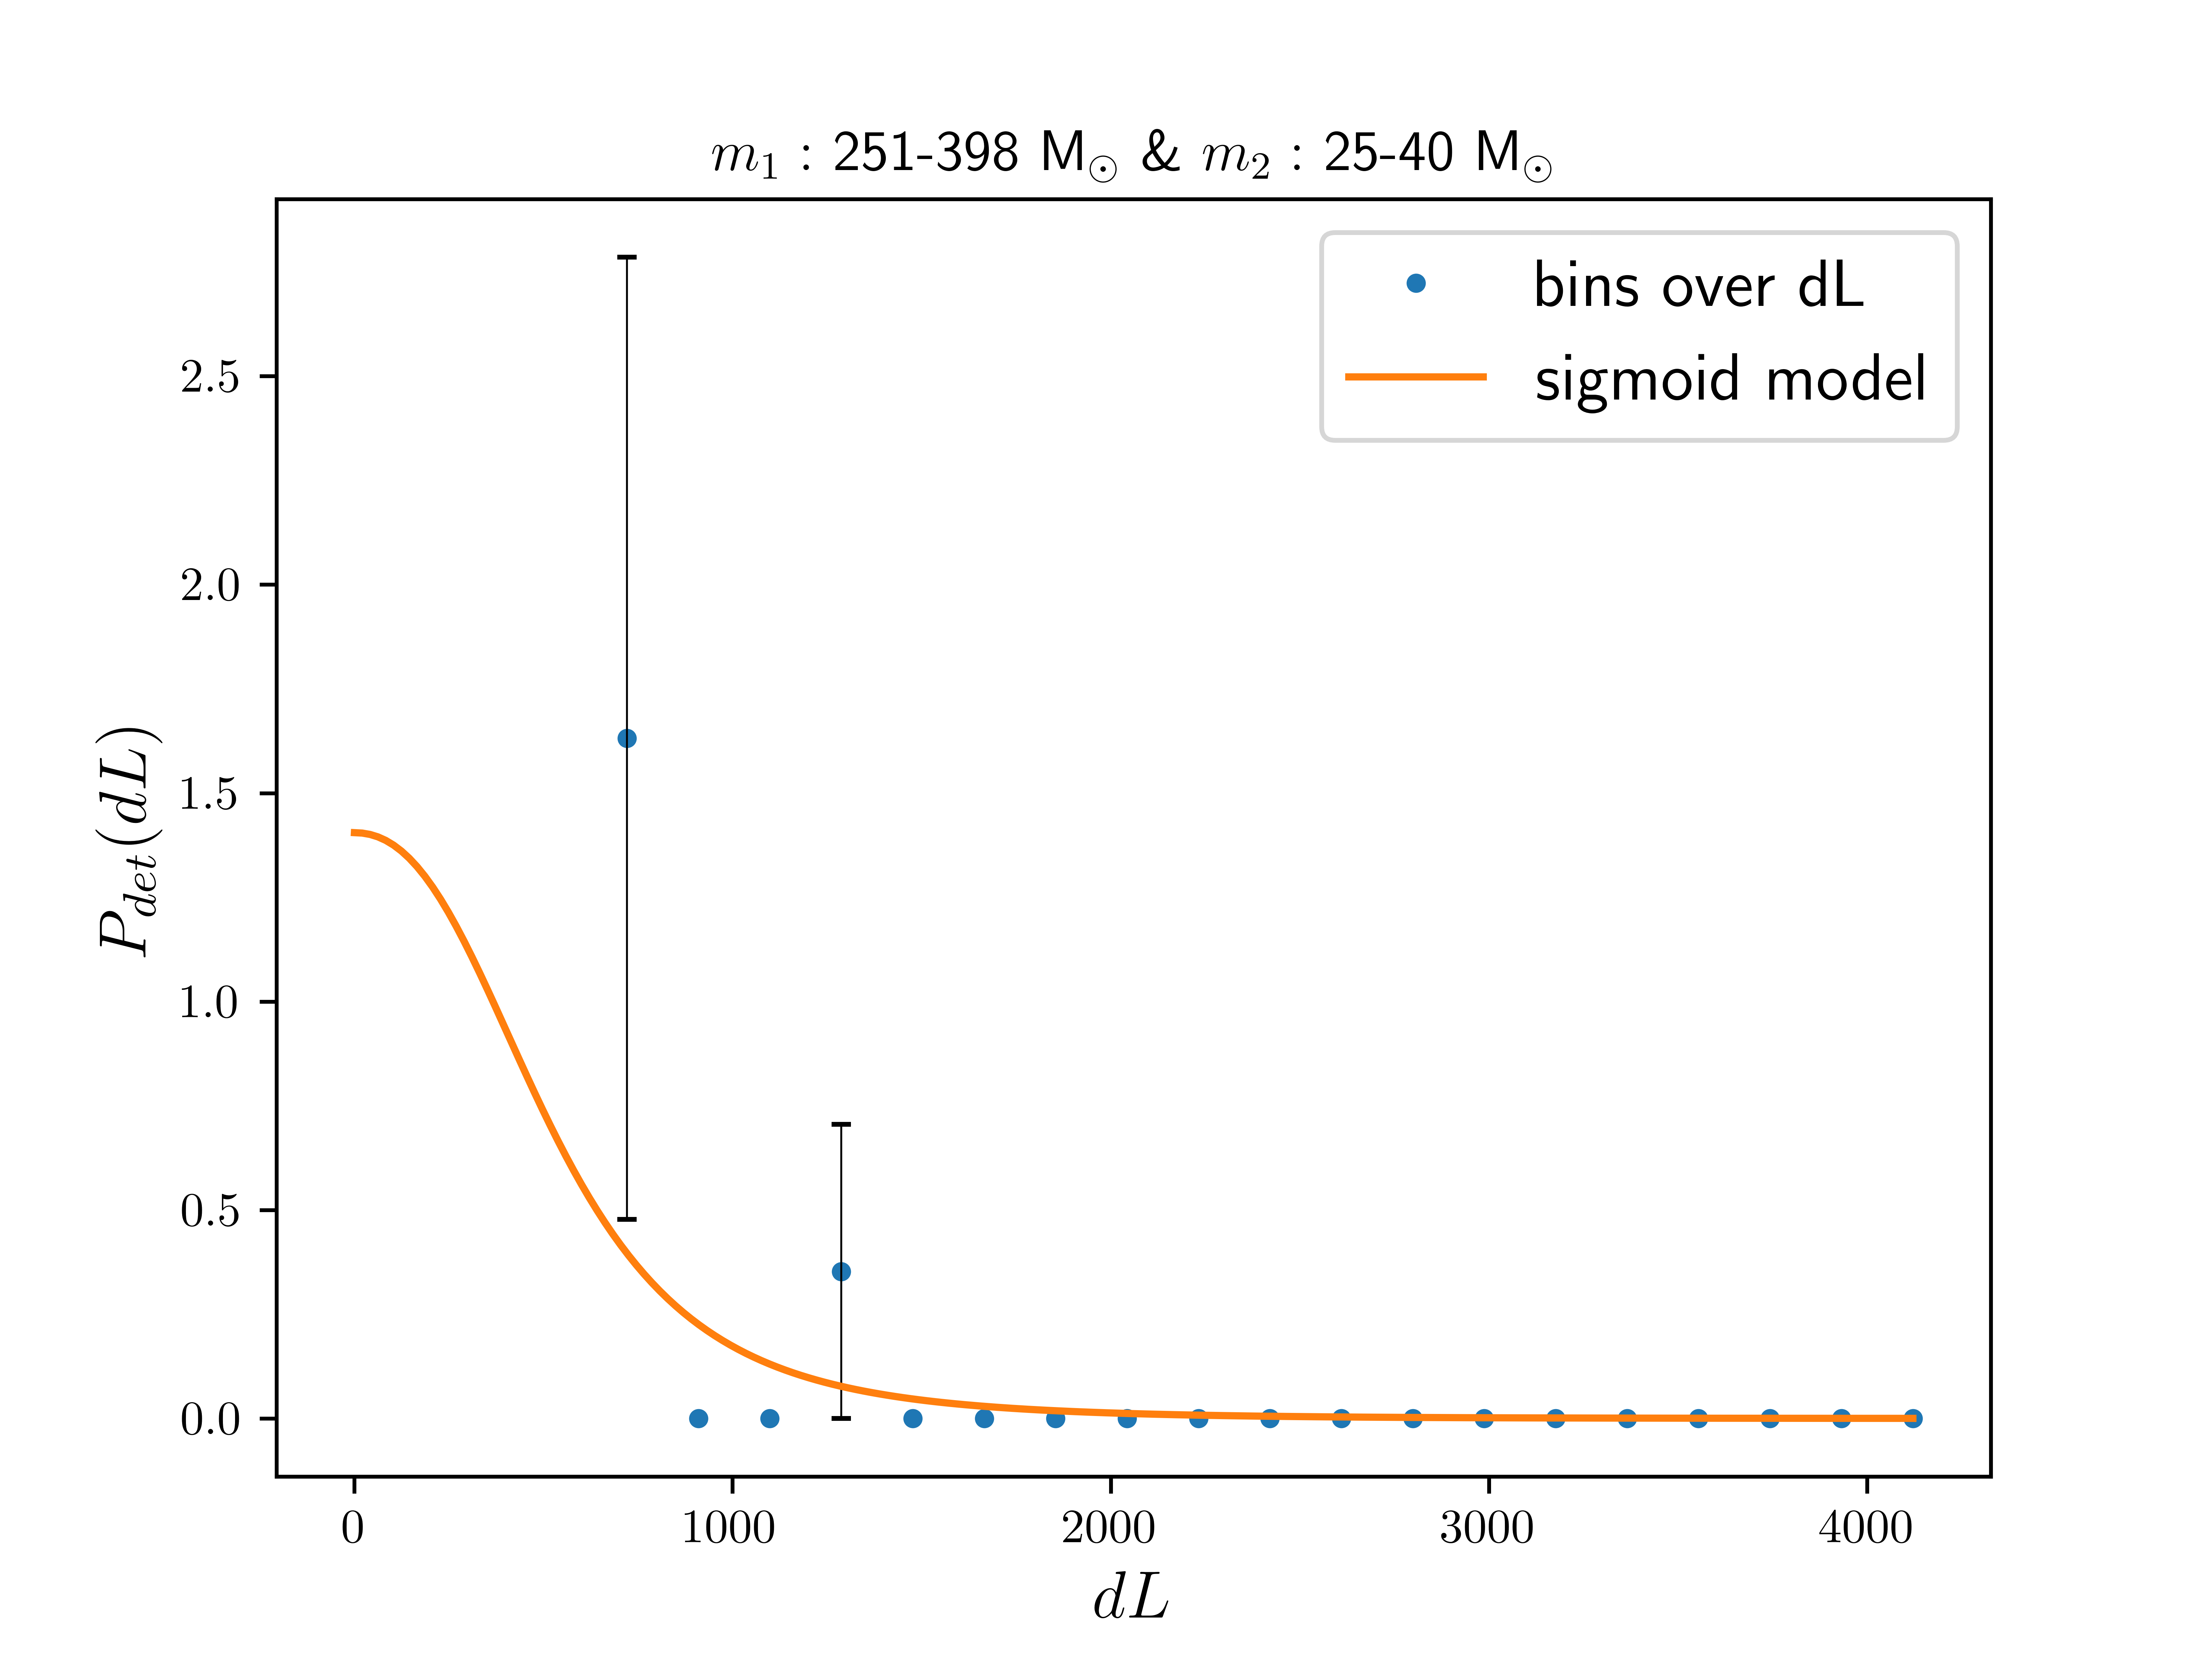 m₁ : 251-398 M⊙ & m₂ : 25-40 M⊙
bins over dL
sigmoid model
2.5
2.0
1.5
1.0
0.5
0.0
P_det(dL)
0 1000 2000 3000 4000
dL